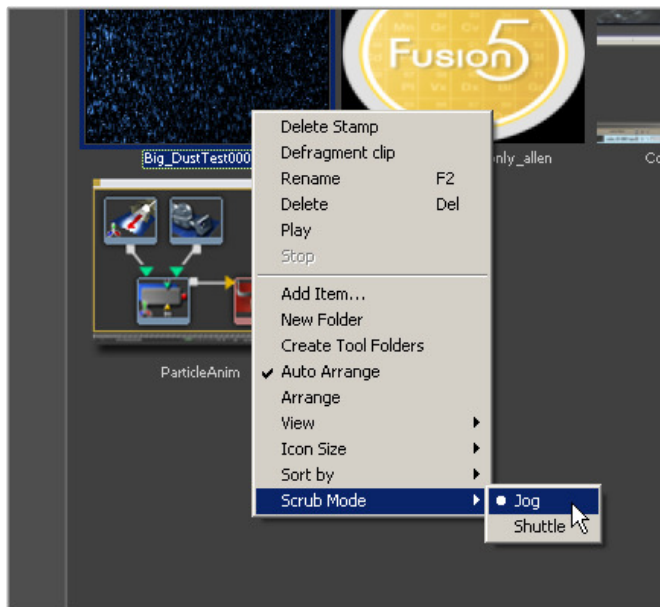 Fusion5
Big_DustTest000
only_allen
Co
ParticleAnim
Delete Stamp
Defragment clip
Rename F2
Delete Del
Play
Stop
Add Item...
New Folder
Create Tool Folders
Auto Arrange
Arrange
View
Icon Size
Sort by
Scrub Mode
Jog
Shuttle